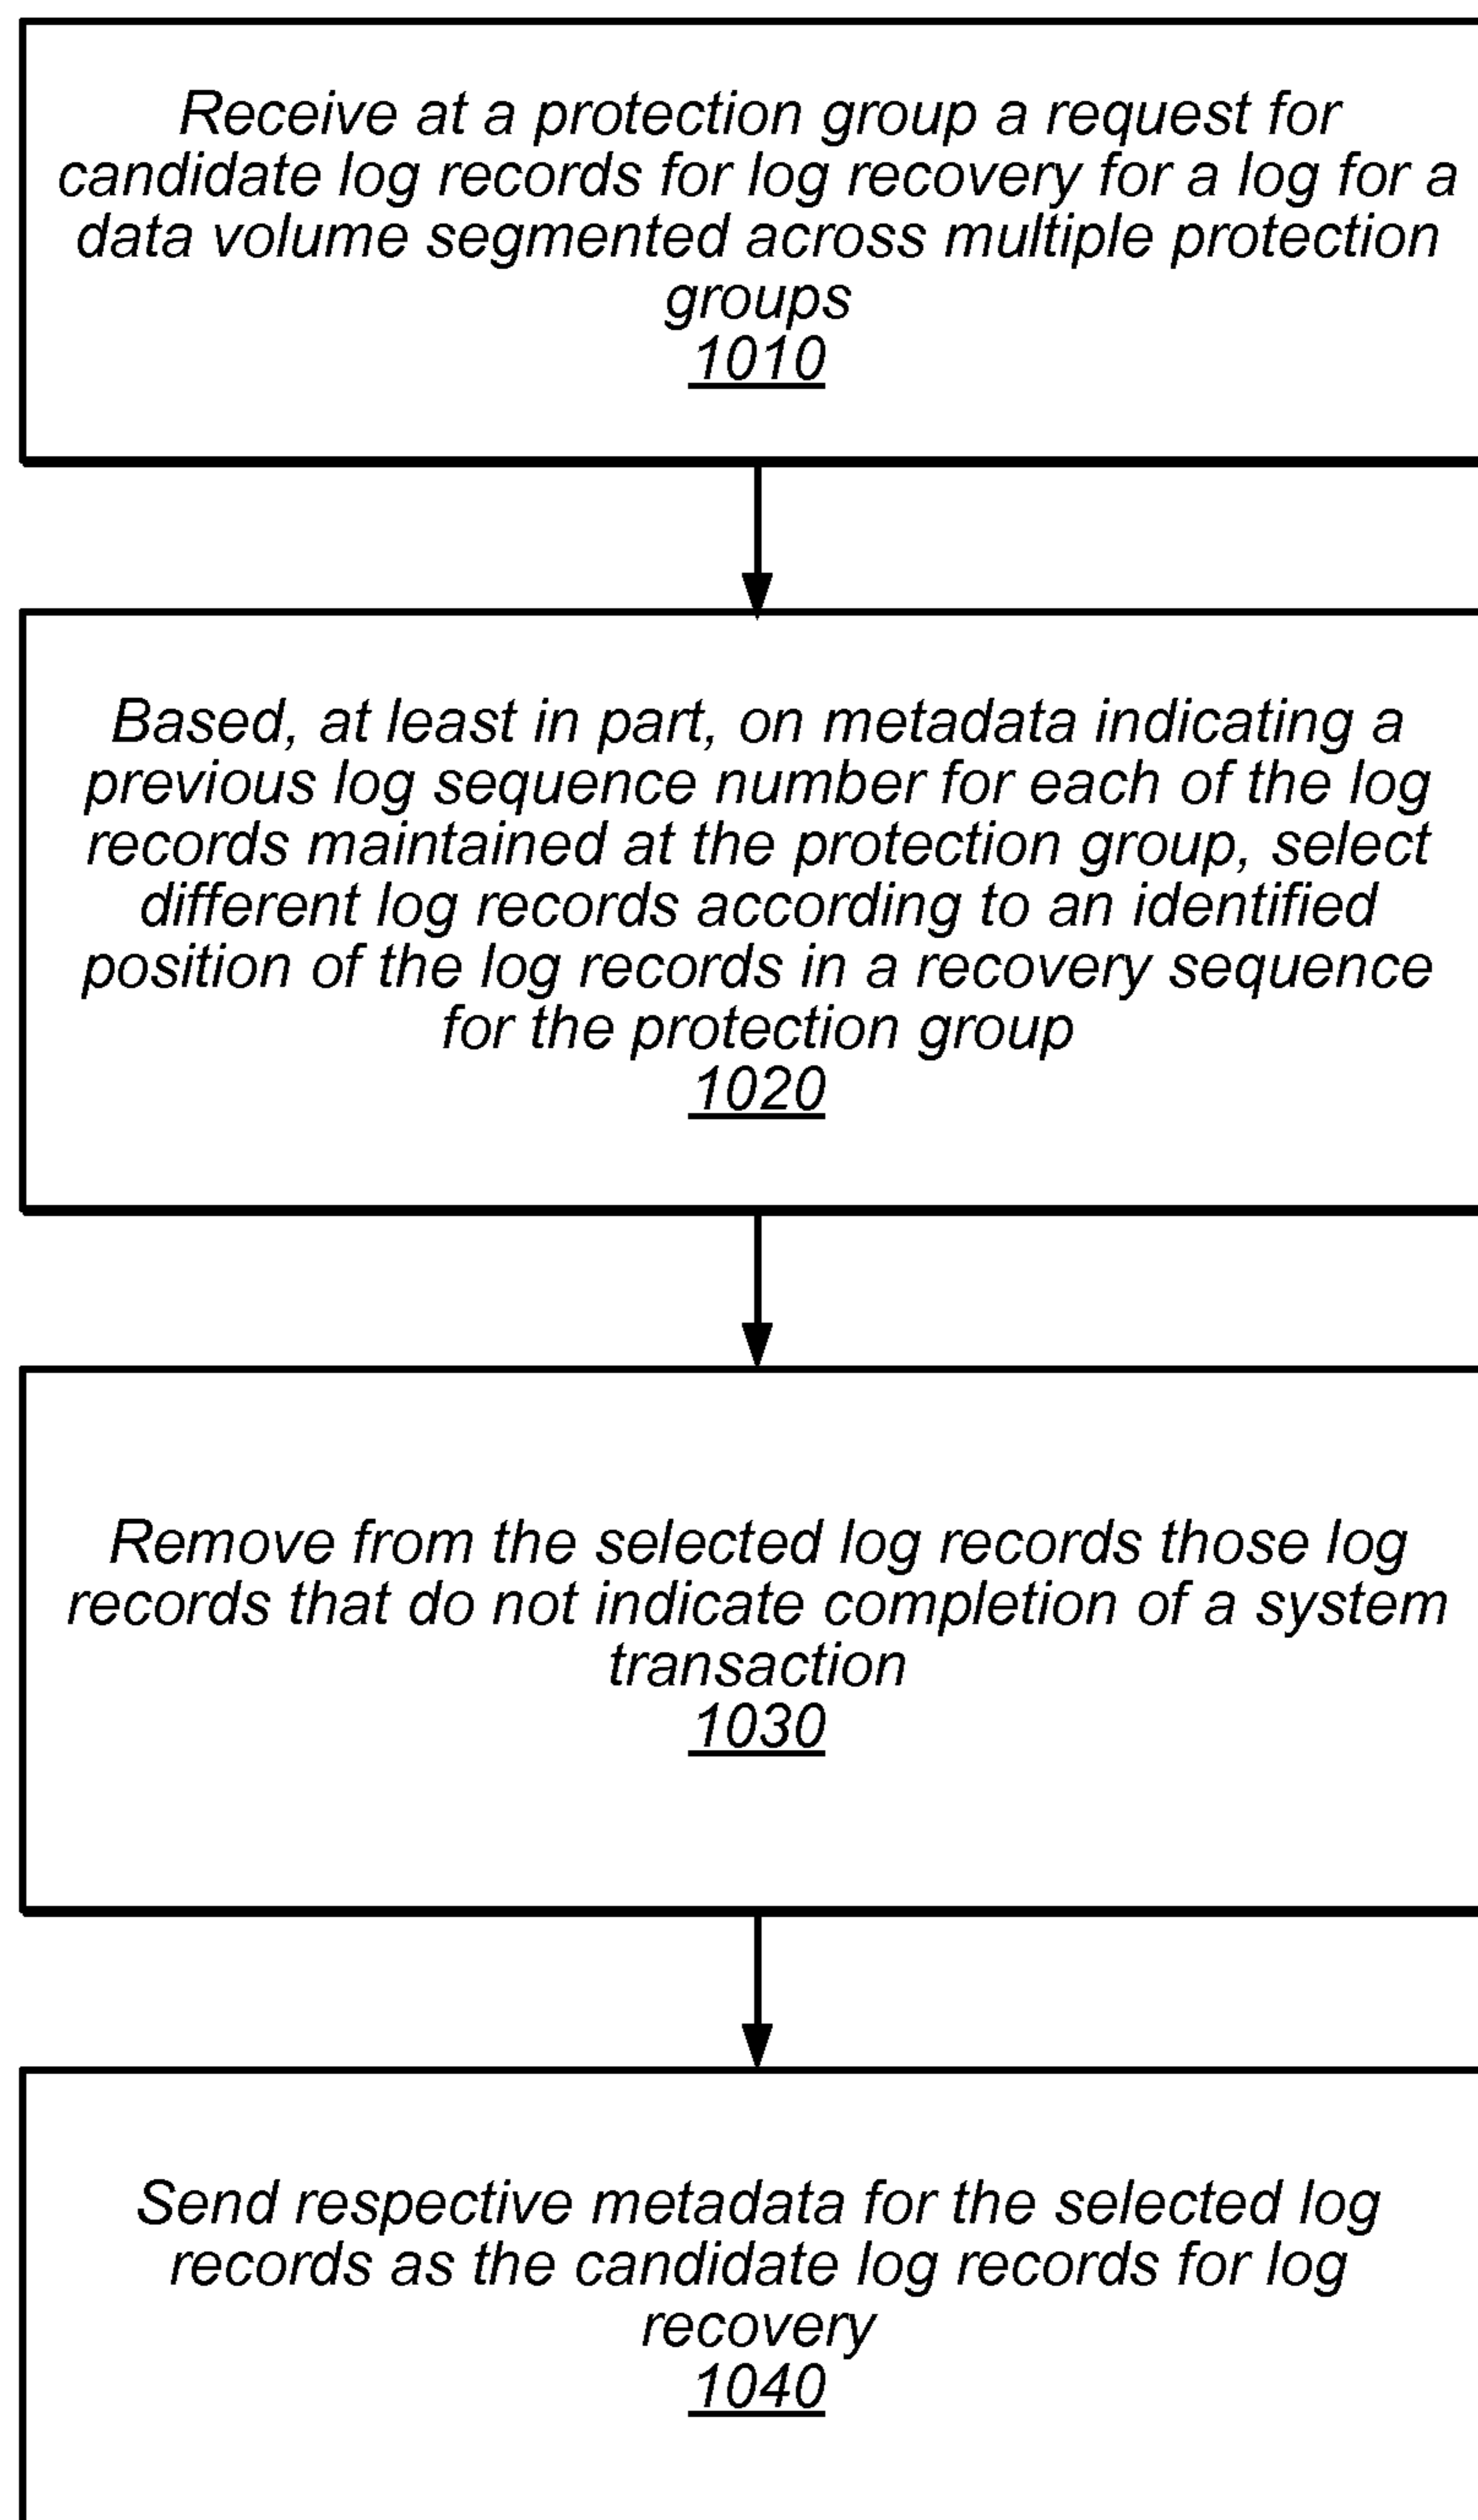 Receive at a protection group a request for
candidate log records for log recovery for a log for a
data volume segmented across multiple protection
groups
1010
Based, at least in part, on metadata indicating a
previous log sequence number for each of the log
records maintained at the protection group, select
different log records according to an identified
position of the log records in a recovery sequence
for the protection group
1020
Remove from the selected log records those log
records that do not indicate completion of a system
transaction
1030
Send respective metadata for the selected log
records as the candidate log records for log
recovery
1040